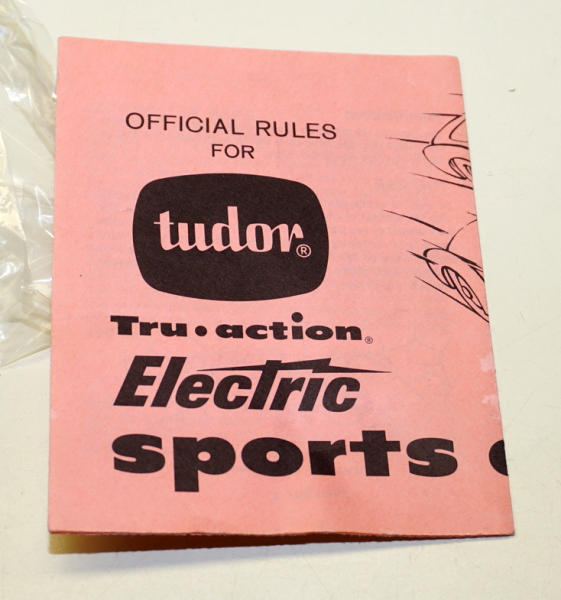 OFFICIAL RULES
FOR
tudor®
Tru•action®
Electric
sports